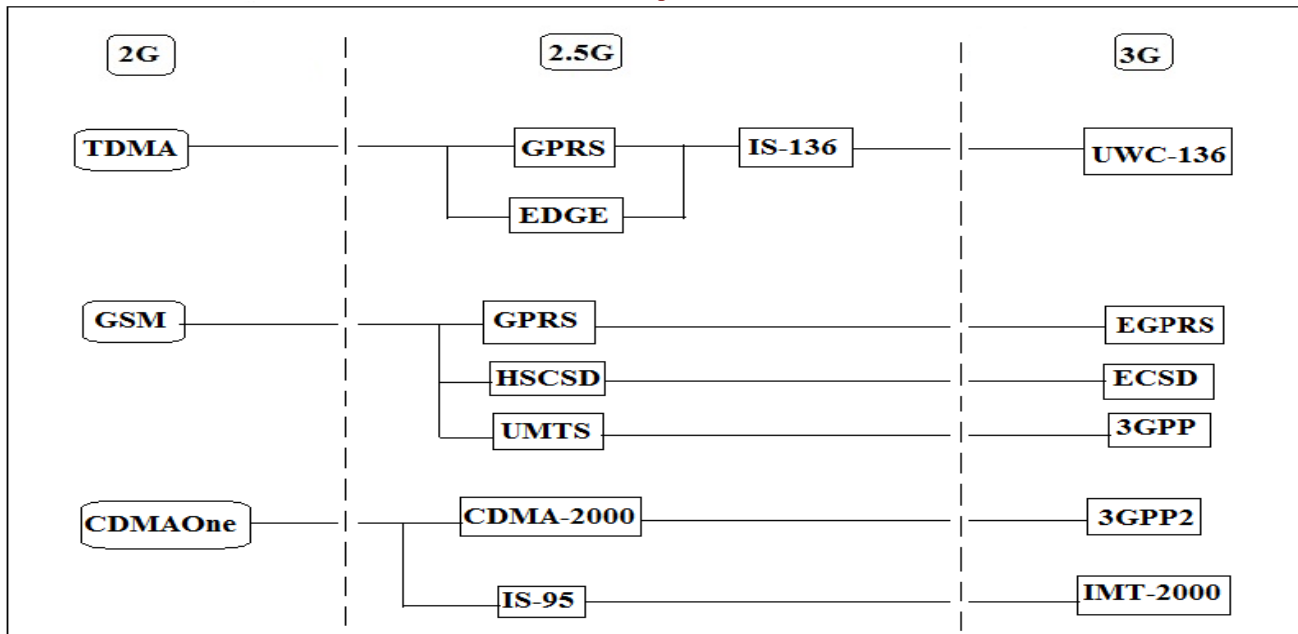 2G 2.5G 3G
TDMA GPRS IS-136 UWC-136
EDGE
GSM GPRS EGPRS
HSCSD ECSD
UMTS 3GPP
CDMAOne CDMA-2000 3GPP2
IS-95 IMT-2000